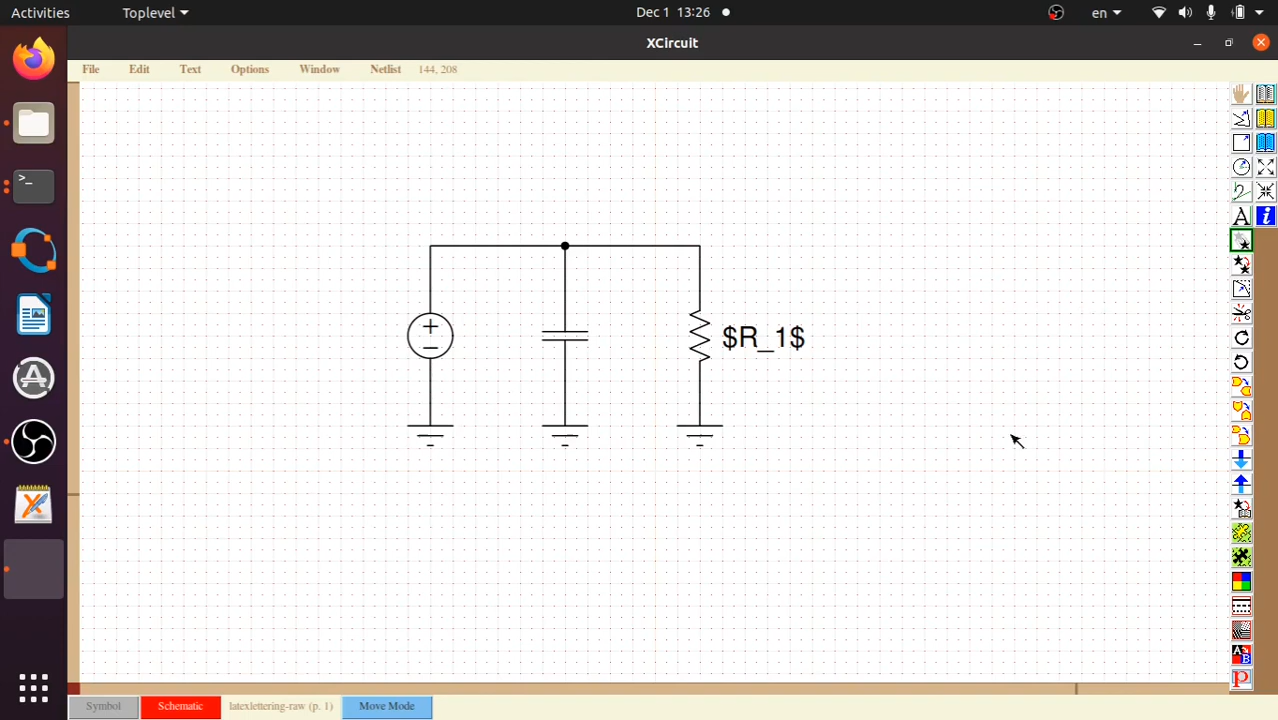 Activities Toplevel Dec 1 13:26 en
XCircuit
File Edit Text Options Window Netlist 144, 208
$R_1$
Symbol Schematic latexlettering-raw (p. 1) Move Mode